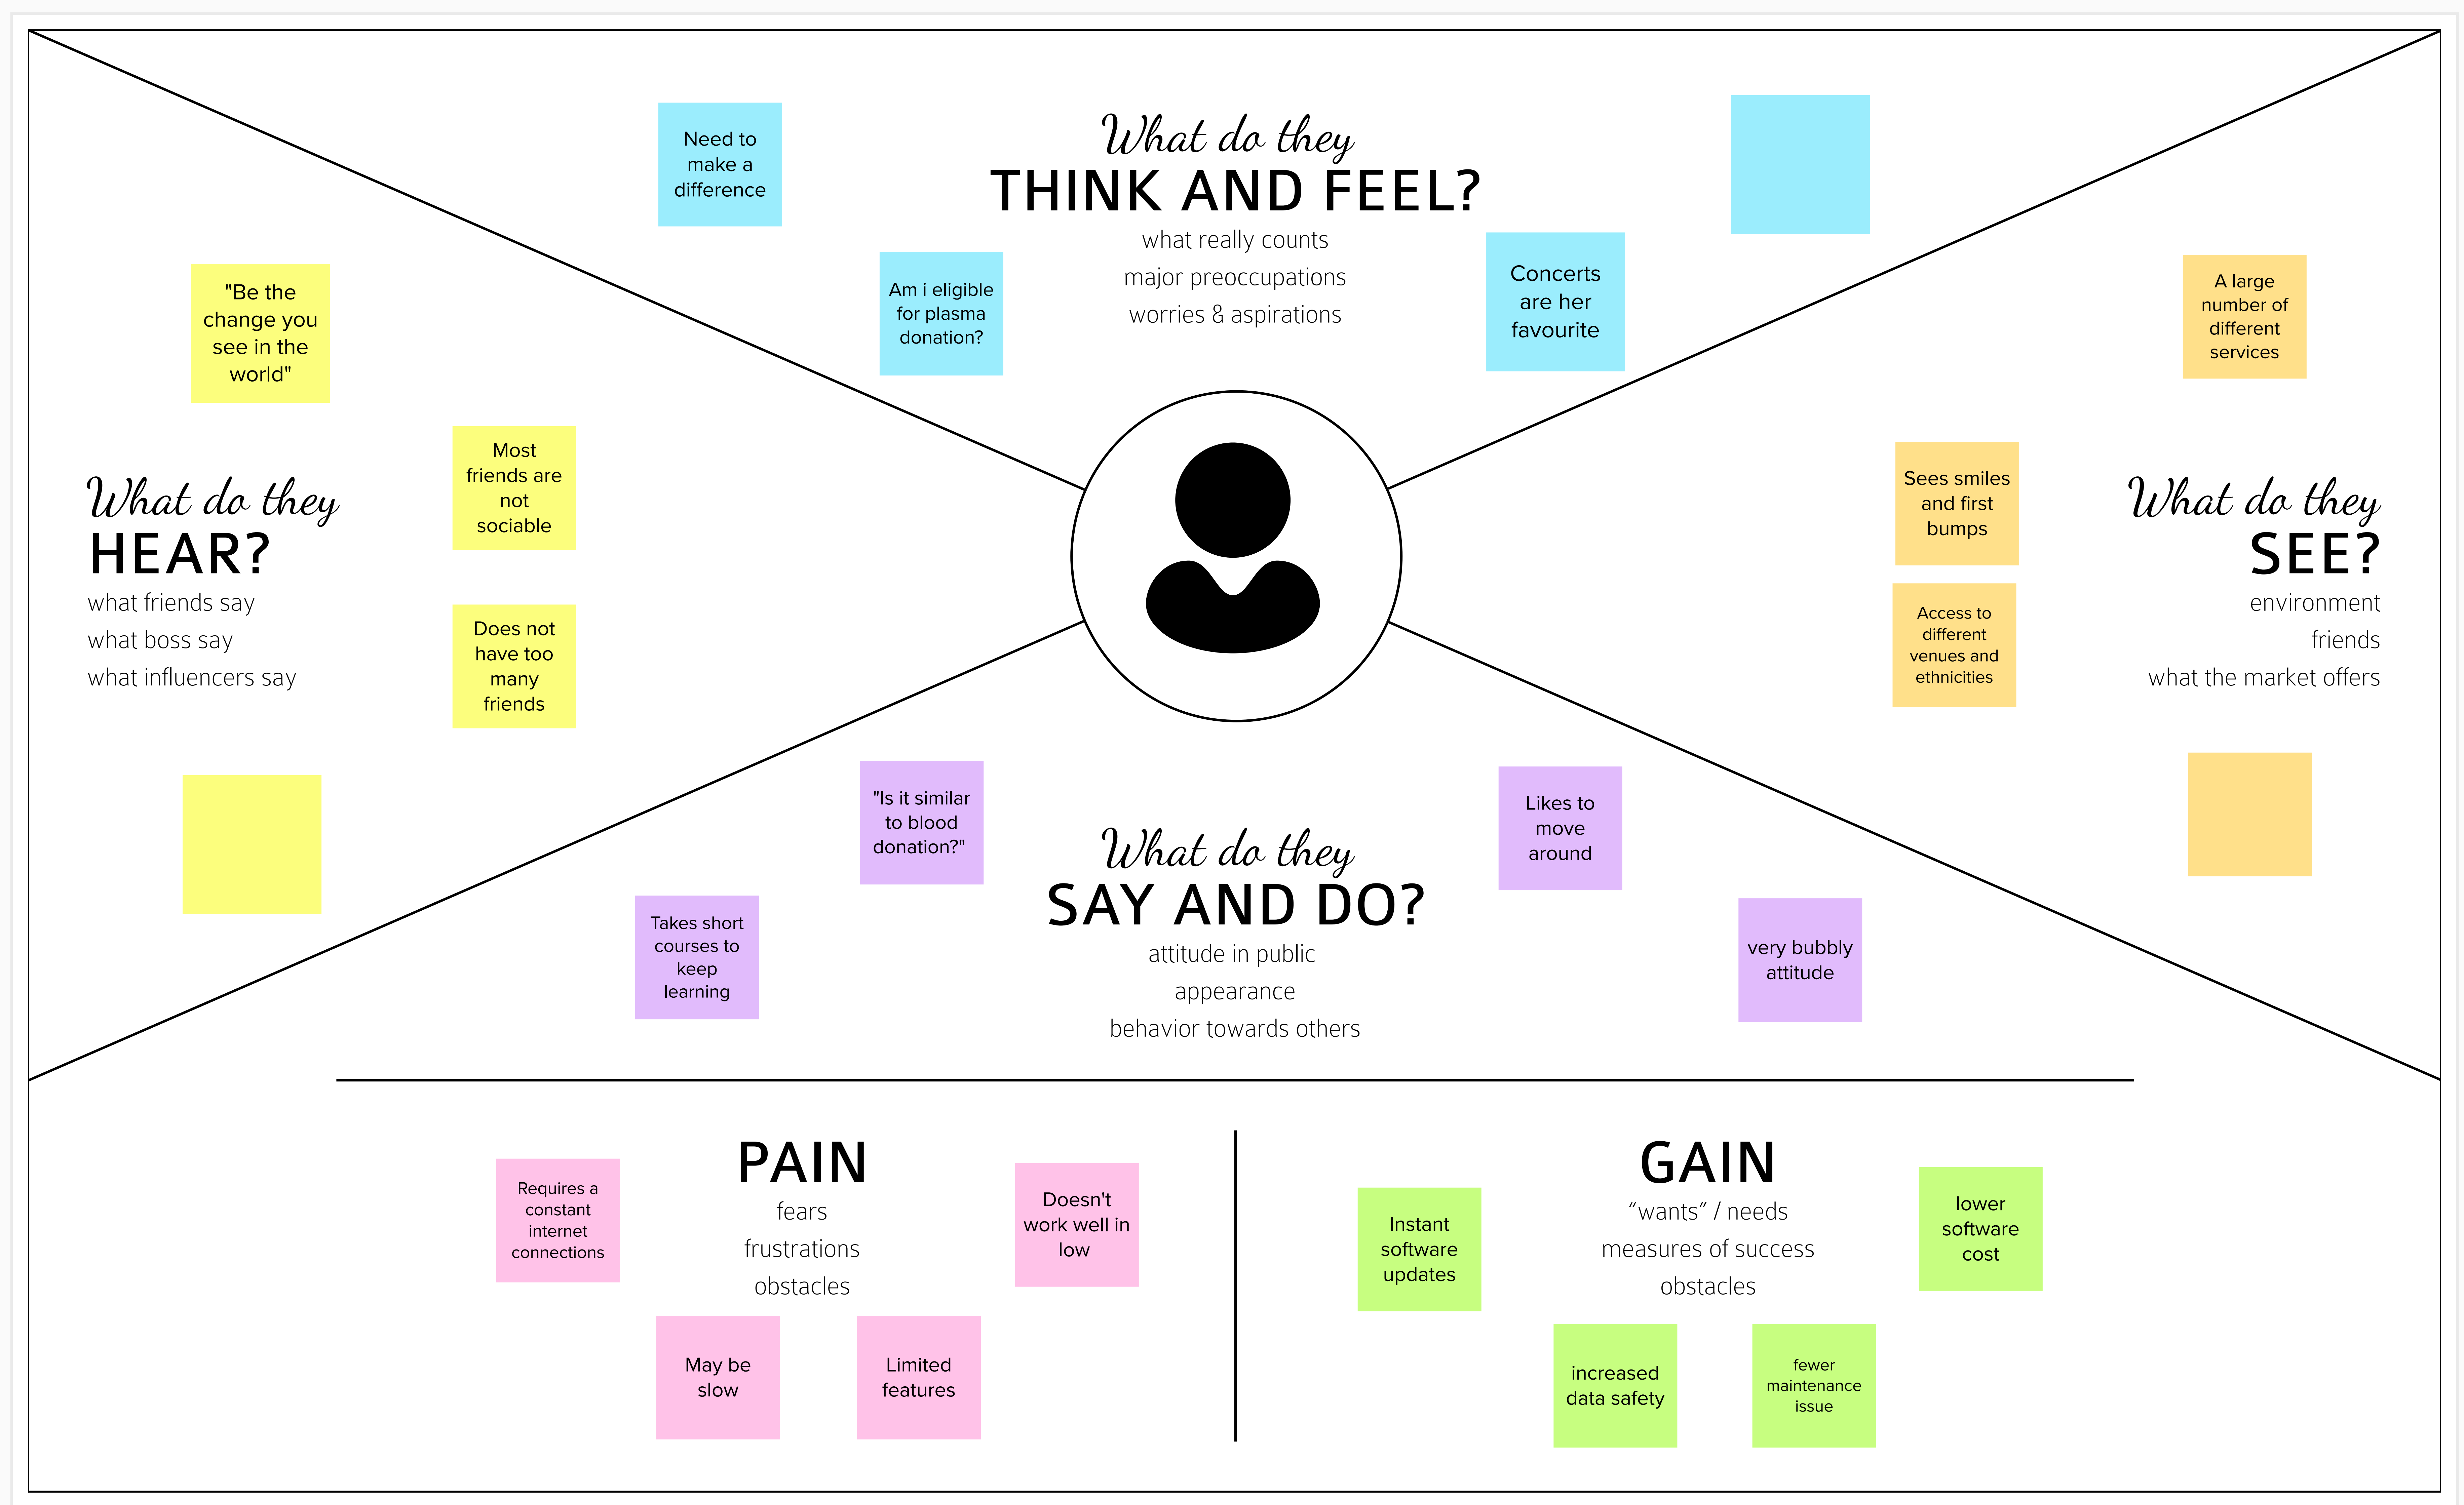 What do they
THINK AND FEEL?
what really counts
major preoccupations
worries & aspirations
Need to
make a
difference
Am i eligible
for plasma
donation?
Concerts
are her
favourite
What do they
HEAR?
what friends say
what boss say
what influencers say
"Be the
change you
see in the
world"
Most
friends are
not
sociable
Does not
have too
many
friends
What do they
SEE?
environment
friends
what the market offers
A large
number of
different
services
Sees smiles
and first
bumps
Access to
different
venues and
ethnicities
What do they
SAY AND DO?
attitude in public
appearance
behavior towards others
"Is it similar
to blood
donation?"
Takes short
courses to
keep
learning
Likes to
move
around
very bubbly
attitude
PAIN
fears
frustrations
obstacles
Requires a
constant
internet
connections
Doesn't
work well in
low
May be
slow
Limited
features
GAIN
“wants” / needs
measures of success
obstacles
Instant
software
updates
lower
software
cost
increased
data safety
fewer
maintenance
issue